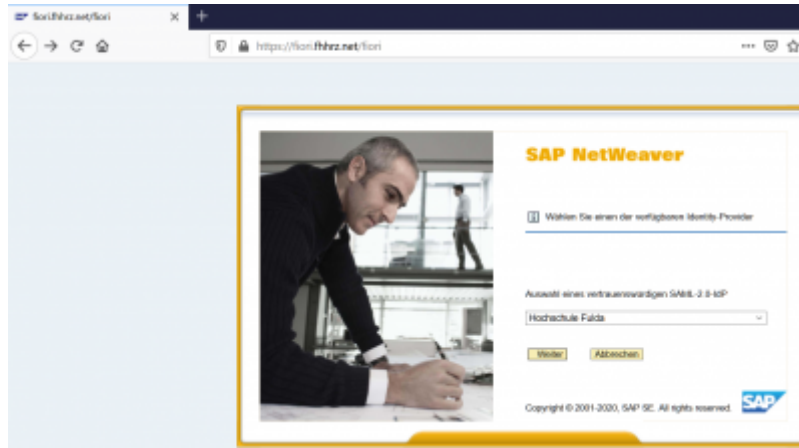 fiori.fhhrz.net/fiori
https://fiori.fhhrz.net/fiori
SAP NetWeaver
Wählen Sie einen der verfügbaren Identity-Provider
Auswahl eines vertrauenswürdigen SAML-2.0-IdP
Hochschule Fulda
Weiter Abbrechen
Copyright © 2001-2020, SAP SE. All rights reserved.
SAP